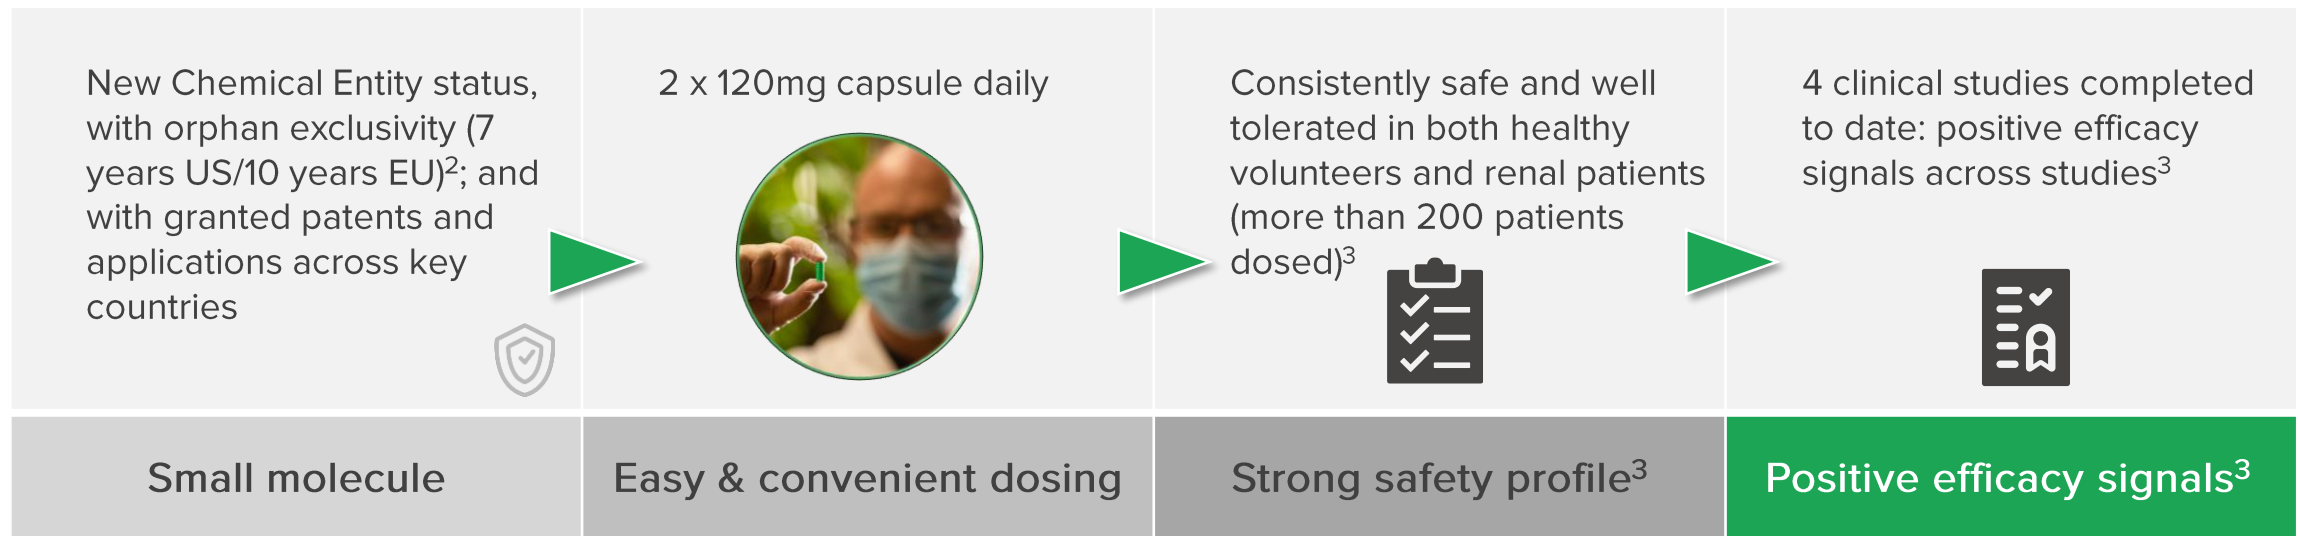 New Chemical Entity status,
with orphan exclusivity (7
years US/10 years EU)²; and
with granted patents and
applications across key
countries
Small molecule
2 x 120mg capsule daily
Easy & convenient dosing
Consistently safe and well
tolerated in both healthy
volunteers and renal patients
(more than 200 patients
dosed)³
Strong safety profile³
4 clinical studies completed
to date: positive efficacy
signals across studies³
Positive efficacy signals³